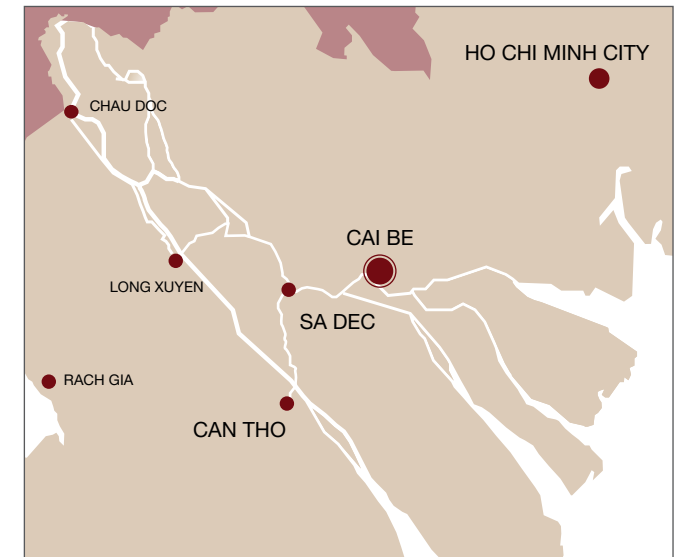 HO CHI MINH CITY
CHAU DOC
CAI BE
LONG XUYEN
SA DEC
RACH GIA
CAN THO